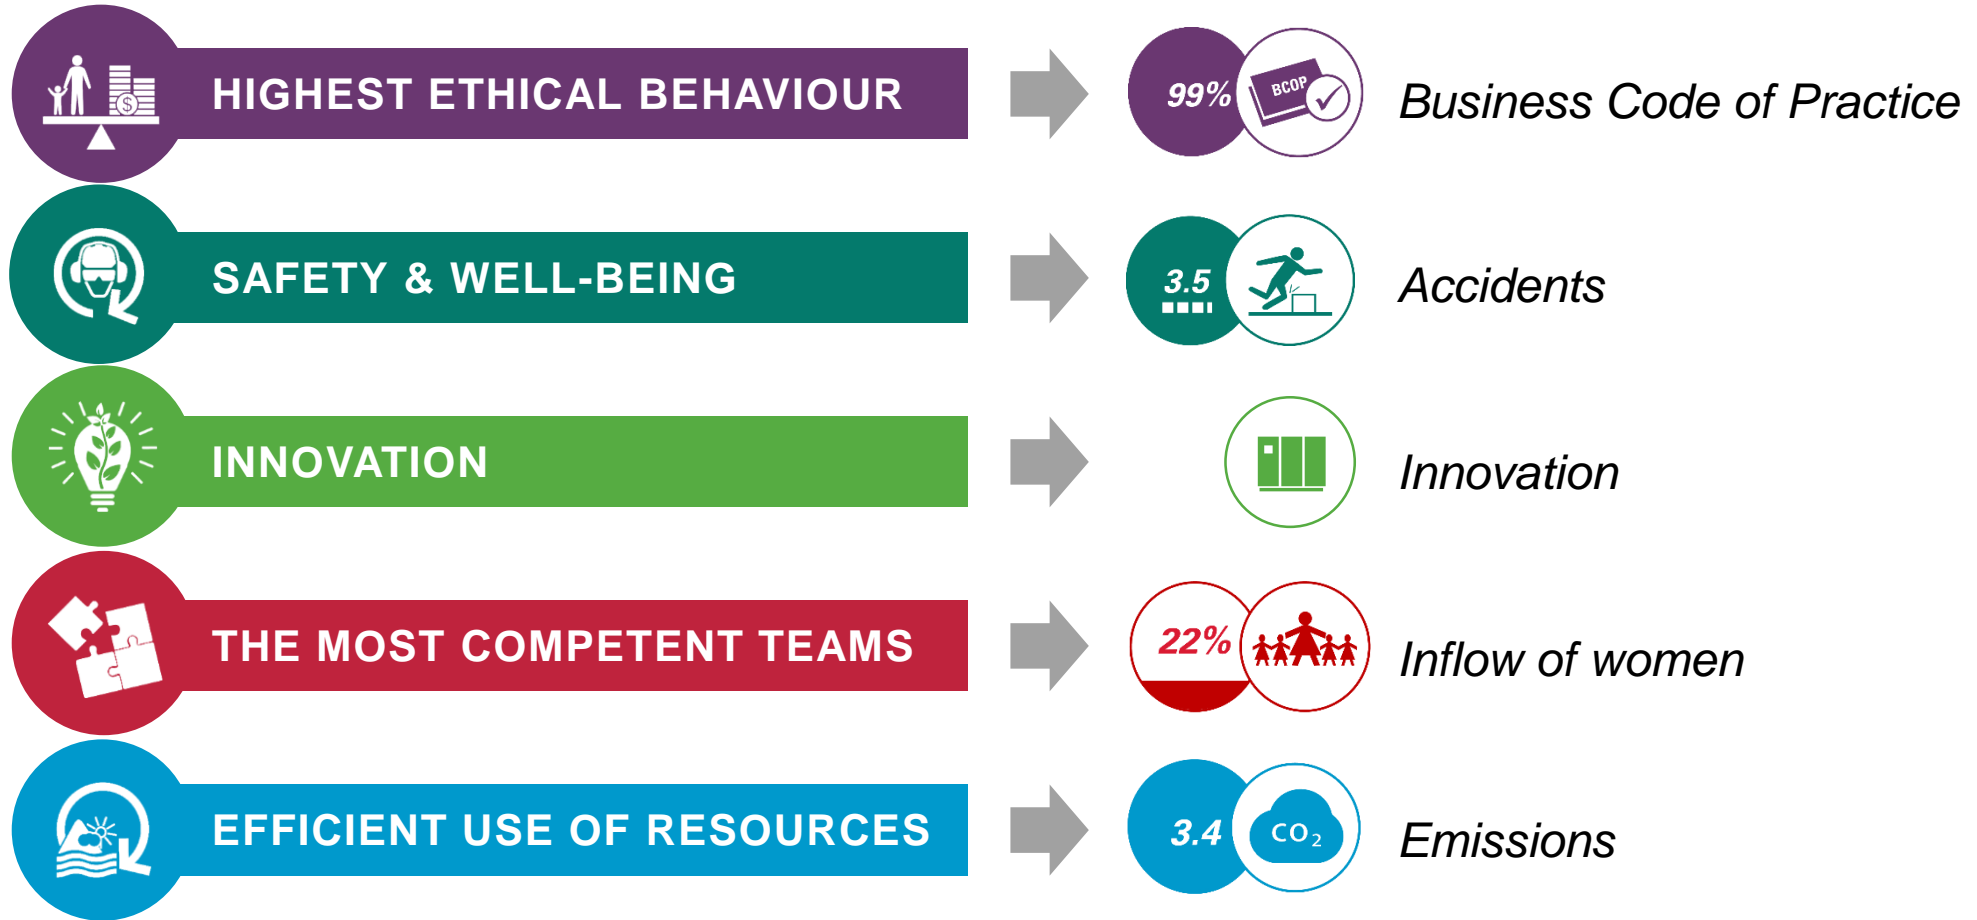 HIGHEST ETHICAL BEHAVIOUR
99%
BCOP
Business Code of Practice
$
SAFETY & WELL-BEING
3.5
Accidents
INNOVATION
Innovation
THE MOST COMPETENT TEAMS
22%
Inflow of women
EFFICIENT USE OF RESOURCES
3.4
CO₂
Emissions